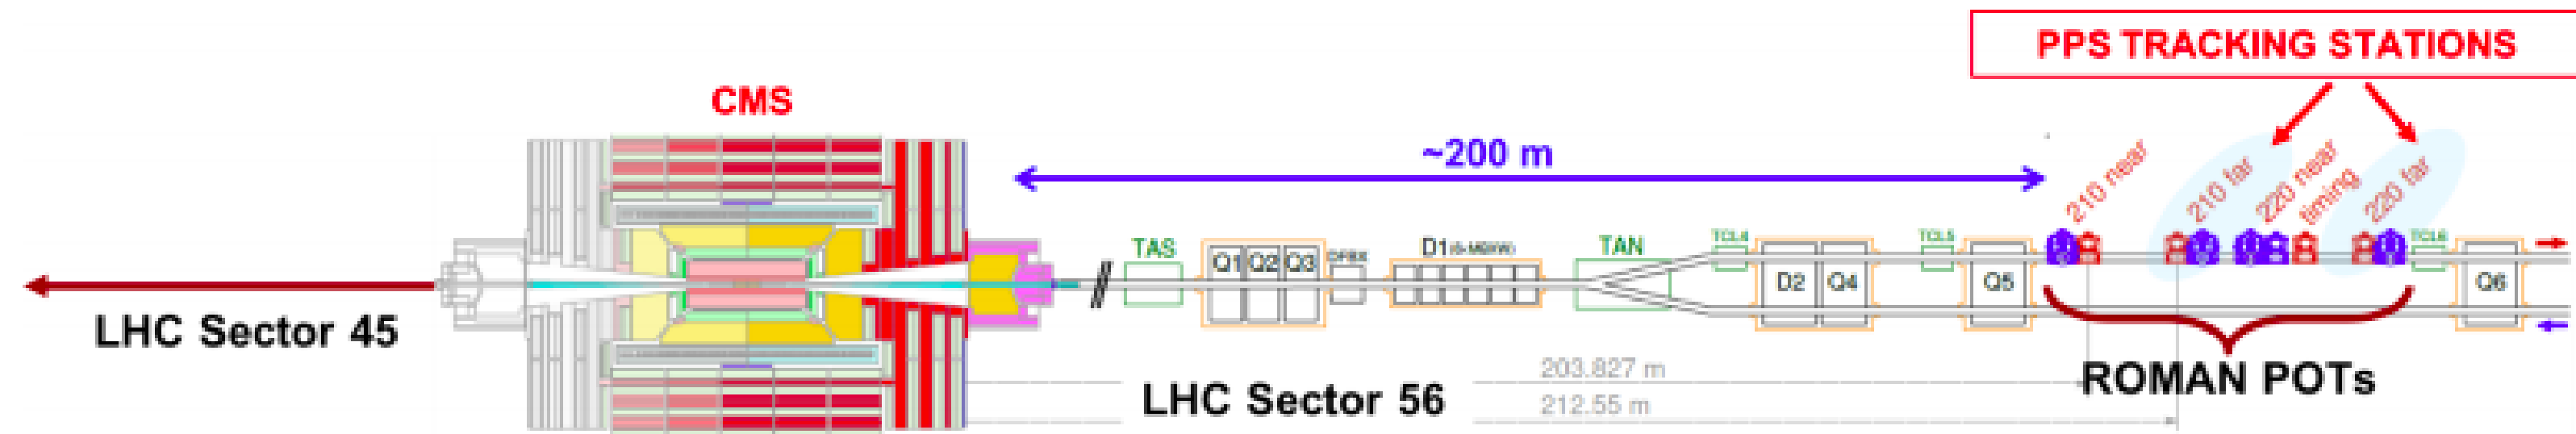 PPS TRACKING STATIONS
CMS
~200 m
210 near
210 far
220 near
timing
220 far
TAS
Q1 Q2 Q3
DFBX
D1
TAN
TCL4
D2 Q4
TCL5
Q5
TCL6
Q6
LHC Sector 45
LHC Sector 56
203.827 m
212.55 m
ROMAN POTs